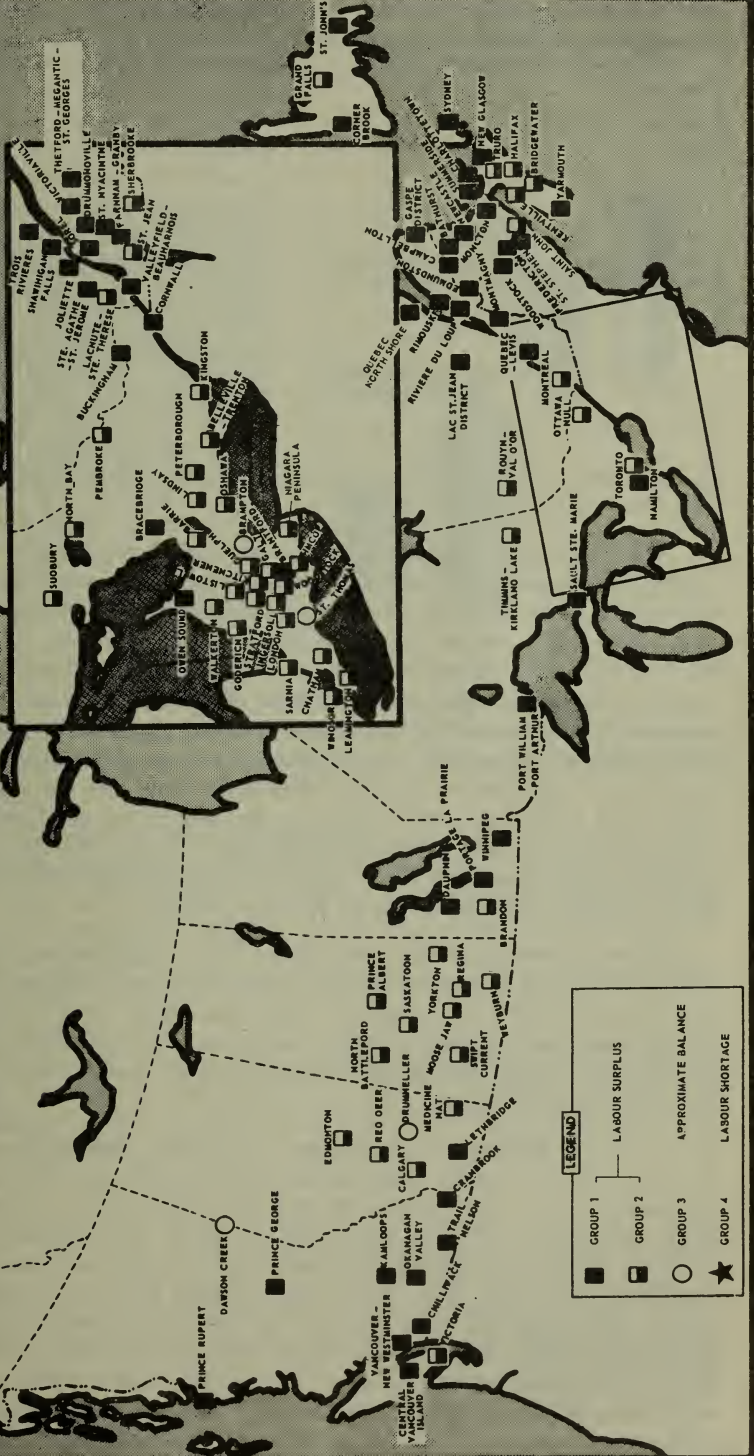 PRINCE RUPERT
DAWSON CREEK
PRINCE GEORGE
VANCOUVER –
NEW WESTMINSTER
CENTRAL
VANCOUVER
ISLAND
VICTORIA
CHILLIWACK
OKANAGAN
VALLEY
KAMLOOPS
TRAIL –
NELSON
CRANBROOK
LETHBRIDGE
EDMONTON
RED DEER
CALGARY
DRUMHELLER
MEDICINE
HAT
NORTH
BATTLEFORD
PRINCE
ALBERT
SASKATOON
SWIFT
CURRENT
MOOSE JAW
REGINA
YORKTON
WEYBURN
DAUPHIN
PORTAGE LA PRAIRIE
BRANDON
WINNIPEG
FORT WILLIAM
–PORT ARTHUR
SAULT STE. MARIE
TIMMINS –
KIRKLAND LAKE
ROUYN –
VAL D'OR
TORONTO
HAMILTON
OTTAWA
–HULL
MONTREAL
QUEBEC
–LEVIS
LAC ST. JEAN
DISTRICT
RIVIERE DU LOUP
RIMOUSKI
QUEBEC
NORTH SHORE
MONTMAGNY
EDMUNDSTON
CAMPBELLTON
GASPE
DISTRICT
BATHURST
NEWCASTLE
SUMMERSIDE
CHARLOTTETOWN
MONCTON
WOODSTOCK
FREDERICTON
ST. STEPHEN
SAINT JOHN
KENTVILLE
YARMOUTH
BRIDGEWATER
HALIFAX
TRURO
NEW GLASGOW
SYDNEY
CORNER
BROOK
GRAND
FALLS
ST. JOHN'S
SUDBURY
NORTH BAY
PEMBROKE
BUCKINGHAM
BRACEBRIDGE
OWEN SOUND
WALKERTON
GODERICH
LISTOWEL
STRATFORD
INGERSOLL
LONDON
SARNIA
CHATHAM
WINDSOR
LEAMINGTON
ST. THOMAS
WOODSTOCK
SIMCOE
BRANTFORD
GALT
KITCHENER
GUELPH
BRAMPTON
BARRIE
LINDSAY
PETERBOROUGH
OSHAWA
NIAGARA
PENINSULA
BELLEVILLE
–TRENTON
KINGSTON
CORNWALL
VALLEYFIELD–
BEAUHARNOIS
ST. JEAN
LACHUTE –
STE. THERESE
STE. AGATHE
–ST. JEROME
JOLIETTE
SHAWINIGAN
FALLS
TROIS
RIVIERES
SOREL
VICTORIAVILLE
THETFORD–MEGANTIC–
ST. GEORGES
DRUMMONDVILLE
ST. HYACINTHE
FARNHAM – GRANBY
SHERBROOKE
LEGEND
GROUP 1
GROUP 2
LABOUR SURPLUS
GROUP 3 APPROXIMATE BALANCE
GROUP 4 LABOUR SHORTAGE